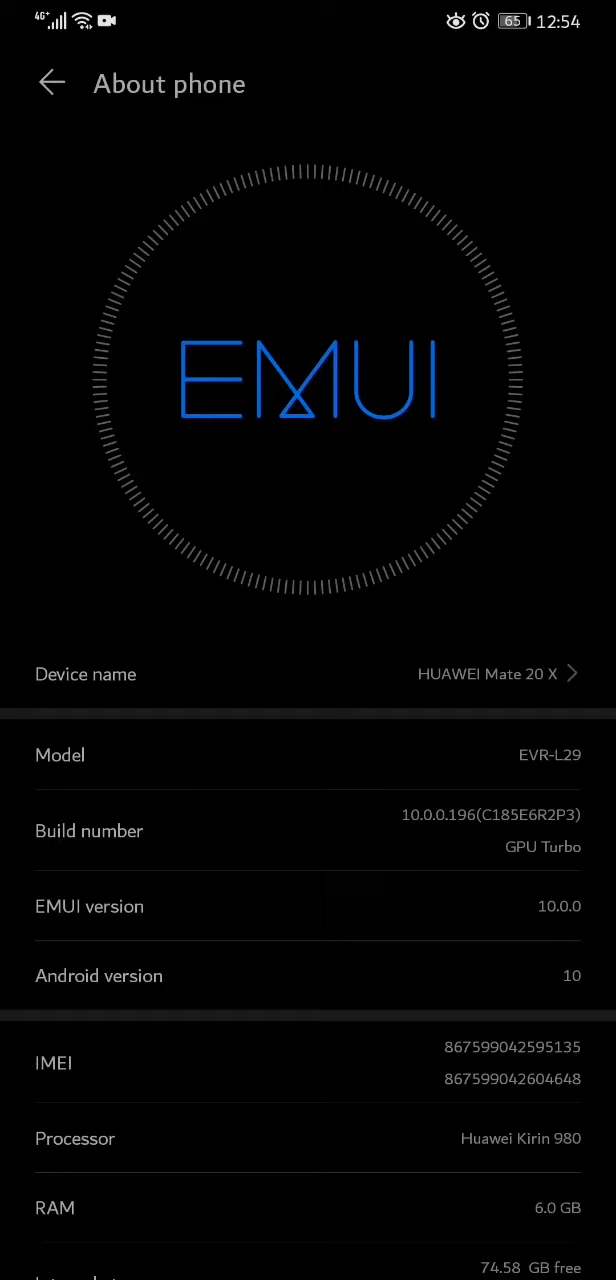 4G+ 65 12:54
About phone
EMUI
Device name HUAWEI Mate 20 X
Model EVR-L29
10.0.0.196(C185E6R2P3)
Build number
GPU Turbo
EMUI version 10.0.0
Android version 10
867599042595135
IMEI
867599042604648
Processor Huawei Kirin 980
RAM 6.0 GB
74.58 GB free